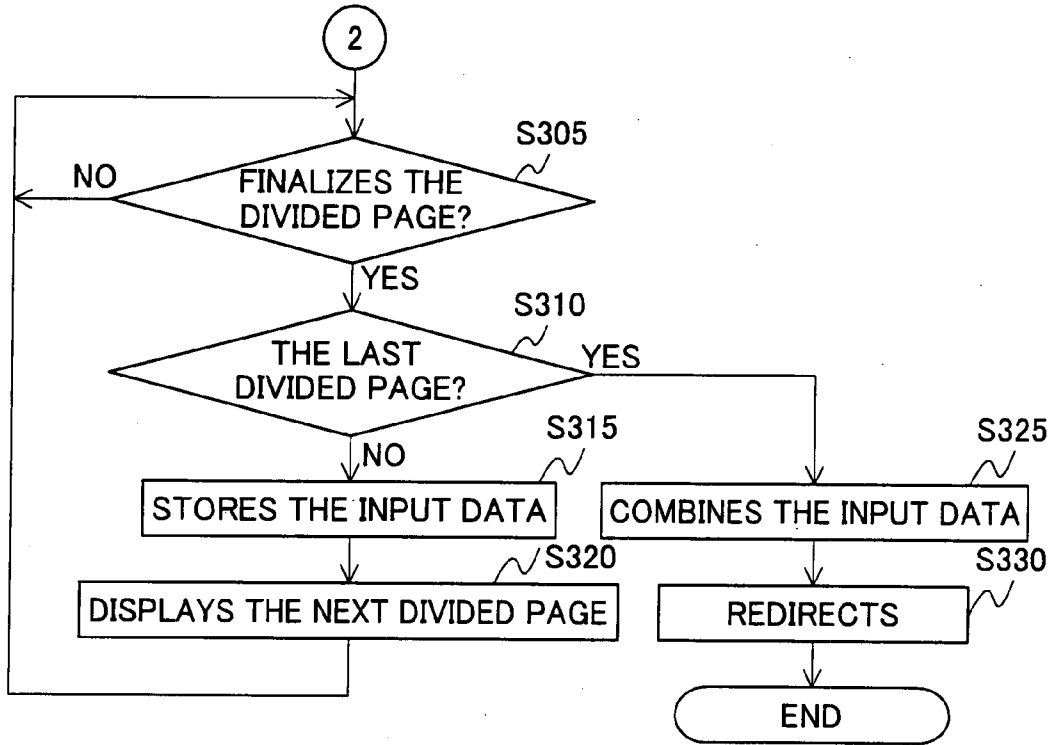 2
S305
NO
FINALIZES THE
DIVIDED PAGE?
YES
S310
THE LAST
DIVIDED PAGE?
YES
NO
S315
STORES THE INPUT DATA
S325
COMBINES THE INPUT DATA
S320
DISPLAYS THE NEXT DIVIDED PAGE
S330
REDIRECTS
END